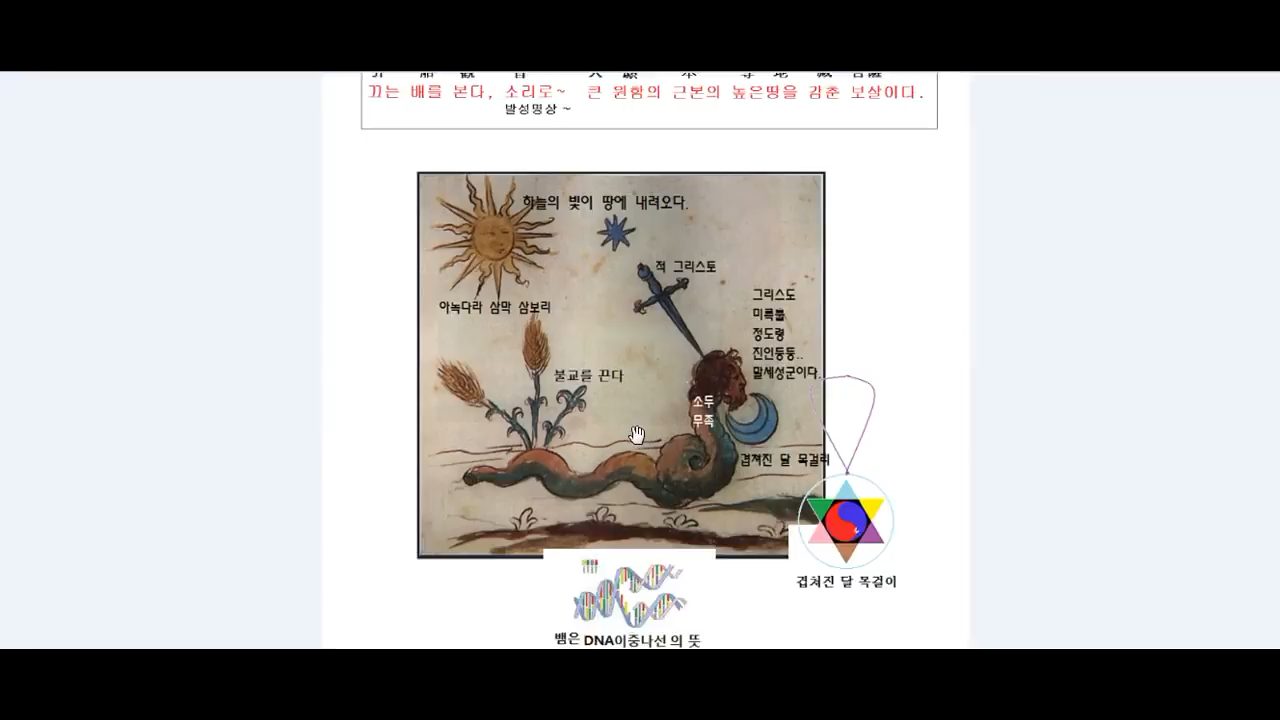 끄는 배를 본다, 소리로~ 큰 원함의 근본의 높은땅을 감춘 보살이다.
발성명상 ~
하늘의 빛이 땅에 내려오다.
적 그리스토
그리스도
미륵불
정도령
진인등등..
말세성군이다.
아녹다라 삼막 삼보리
불교를 끈다
소두
무족
겹쳐진 달 목걸리
겹쳐진 달 목걸이
뱀은 DNA이중나선 의 뜻